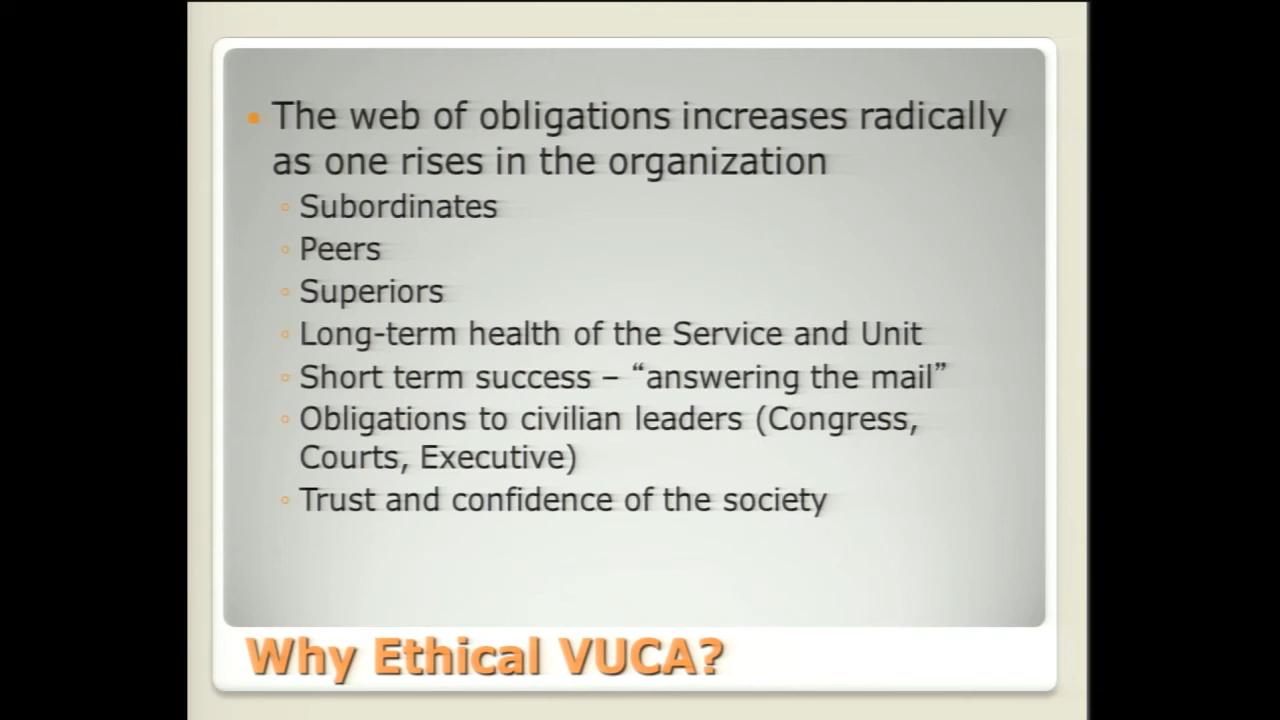 The web of obligations increases radically
as one rises in the organization
Subordinates
Peers
Superiors
Long-term health of the Service and Unit
Short term success – “answering the mail”
Obligations to civilian leaders (Congress,
Courts, Executive)
Trust and confidence of the society
Why Ethical VUCA?